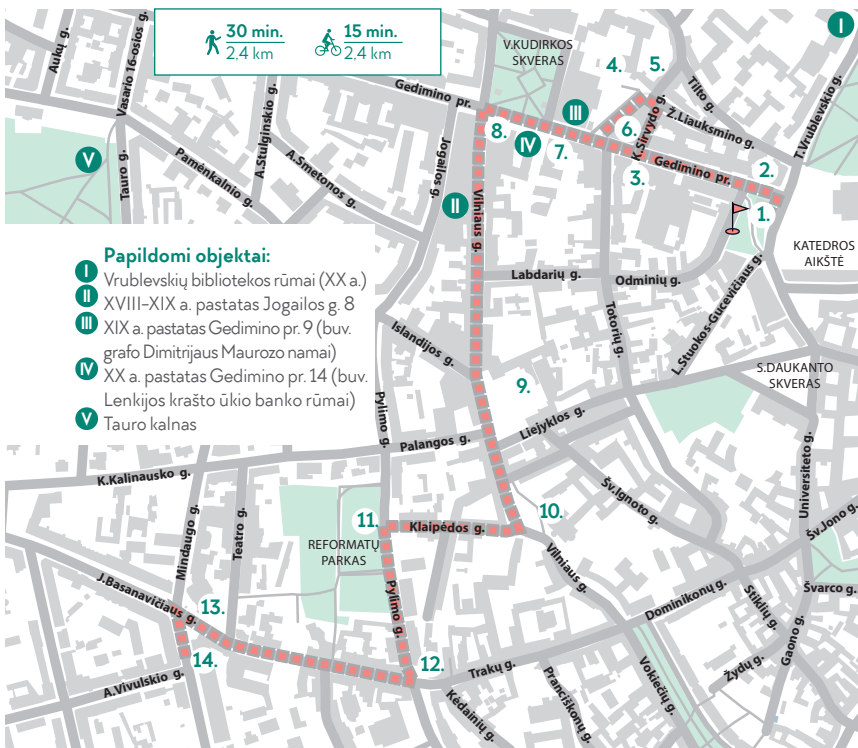 30 min.
2,4 km
15 min.
2,4 km
I
V.KUDIRKOS
SKVERAS
4.
5.
Aukų g.
Vasario 16-osios g.
Gedimino pr.
Tilto g.
T.Vrublevskio g.
III
Ž.Liauksmino g.
8.
IV
7.
6.
K.Sirvydo g.
V
Tauro g.
Pamėnkalnio g.
A.Stulginskio g.
A.Smetonos g.
Jogailos g.
3.
Gedimino pr.
2.
II
Vilniaus g.
1.
KATEDROS
AIKŠTĖ
Papildomi objektai:
I Vrublevskių bibliotekos rūmai (XX a.)
II XVIII–XIX a. pastatas Jogailos g. 8
III XIX a. pastatas Gedimino pr. 9 (buv.
grafo Dimitrijaus Maurozo namai)
IV XX a. pastatas Gedimino pr. 14 (buv.
Lenkijos krašto ūkio banko rūmai)
V Tauro kalnas
Labdarių g.
Odminių g.
L.Stuokos-Gucevičiaus g.
Totorių g.
Islandijos g.
S.DAUKANTO
SKVERAS
9.
Pylimo g.
Liejyklos g.
Palangos g.
K.Kalinausko g.
Universiteto g.
Šv.Ignoto g.
11.
Klaipėdos g.
10.
Šv.Jono g.
Mindaugo g.
Teatro g.
REFORMATŲ
PARKAS
Vilniaus g.
J.Basanavičiaus g.
13.
Pylimo g.
Dominikonų g.
Stiklių g.
Švarco g.
Gaono g.
14.
12.
Trakų g.
Vokiečių g.
Žydų g.
A.Vivulskio g.
Kėdainių g.
Pranciškonų g.